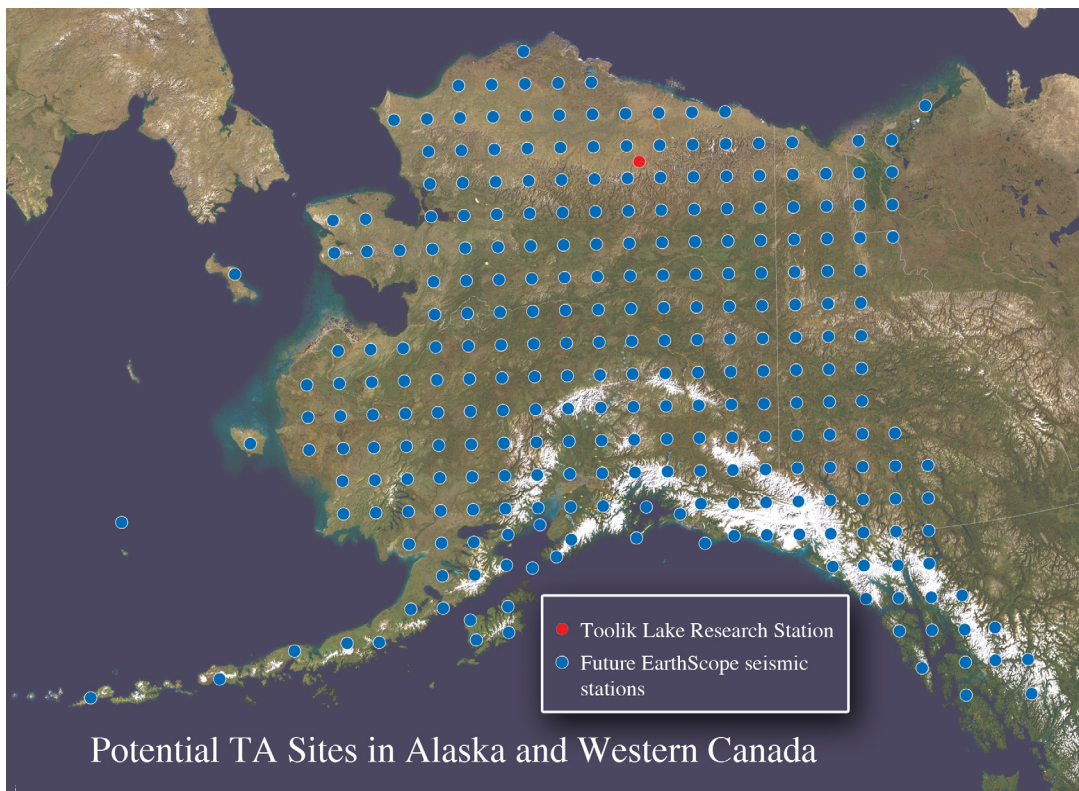 Toolik Lake Research Station
Future EarthScope seismic
stations
Potential TA Sites in Alaska and Western Canada